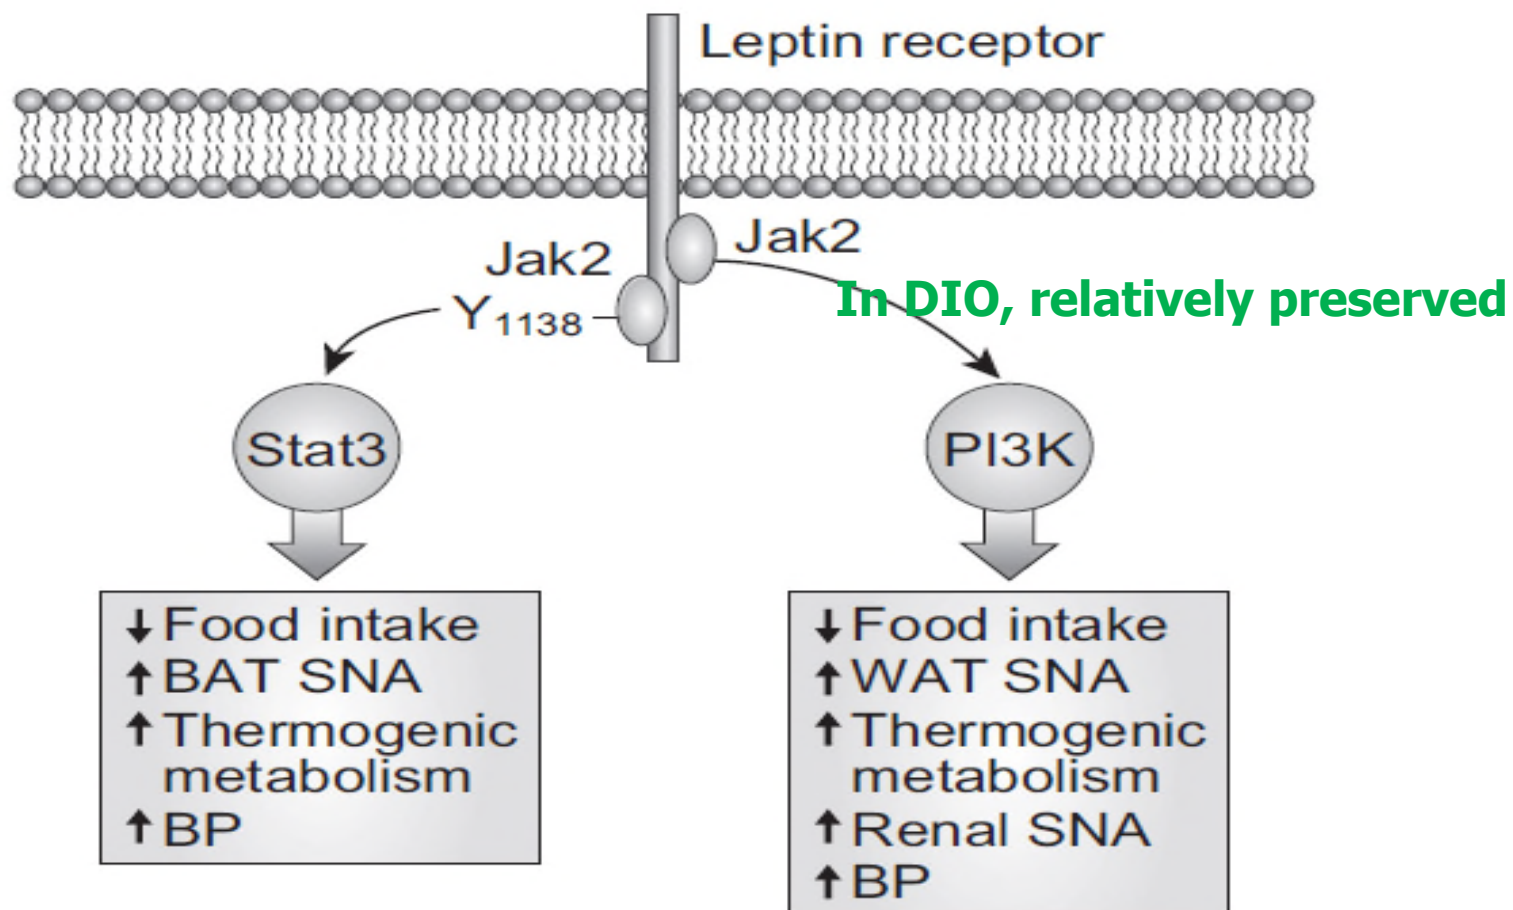 Leptin receptor
Jak2
Jak2
In DIO, relatively preserved
Y1138
Stat3
PI3K
↓ Food intake
↑ BAT SNA
↑ Thermogenic
metabolism
↑ BP
↓ Food intake
↑ WAT SNA
↑ Thermogenic
metabolism
↑ Renal SNA
↑ BP